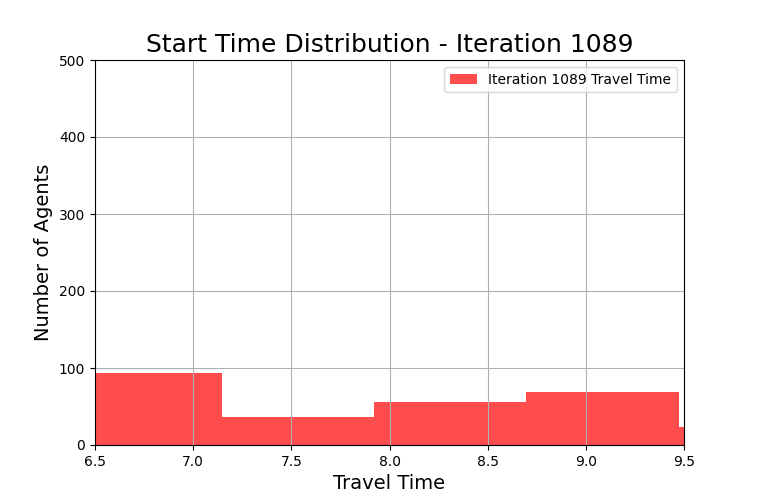 Start Time Distribution - Iteration 1089
Iteration 1089 Travel Time
Number of Agents
500
400
300
200
100
0
6.5 7.0 7.5 8.0 8.5 9.0 9.5
Travel Time